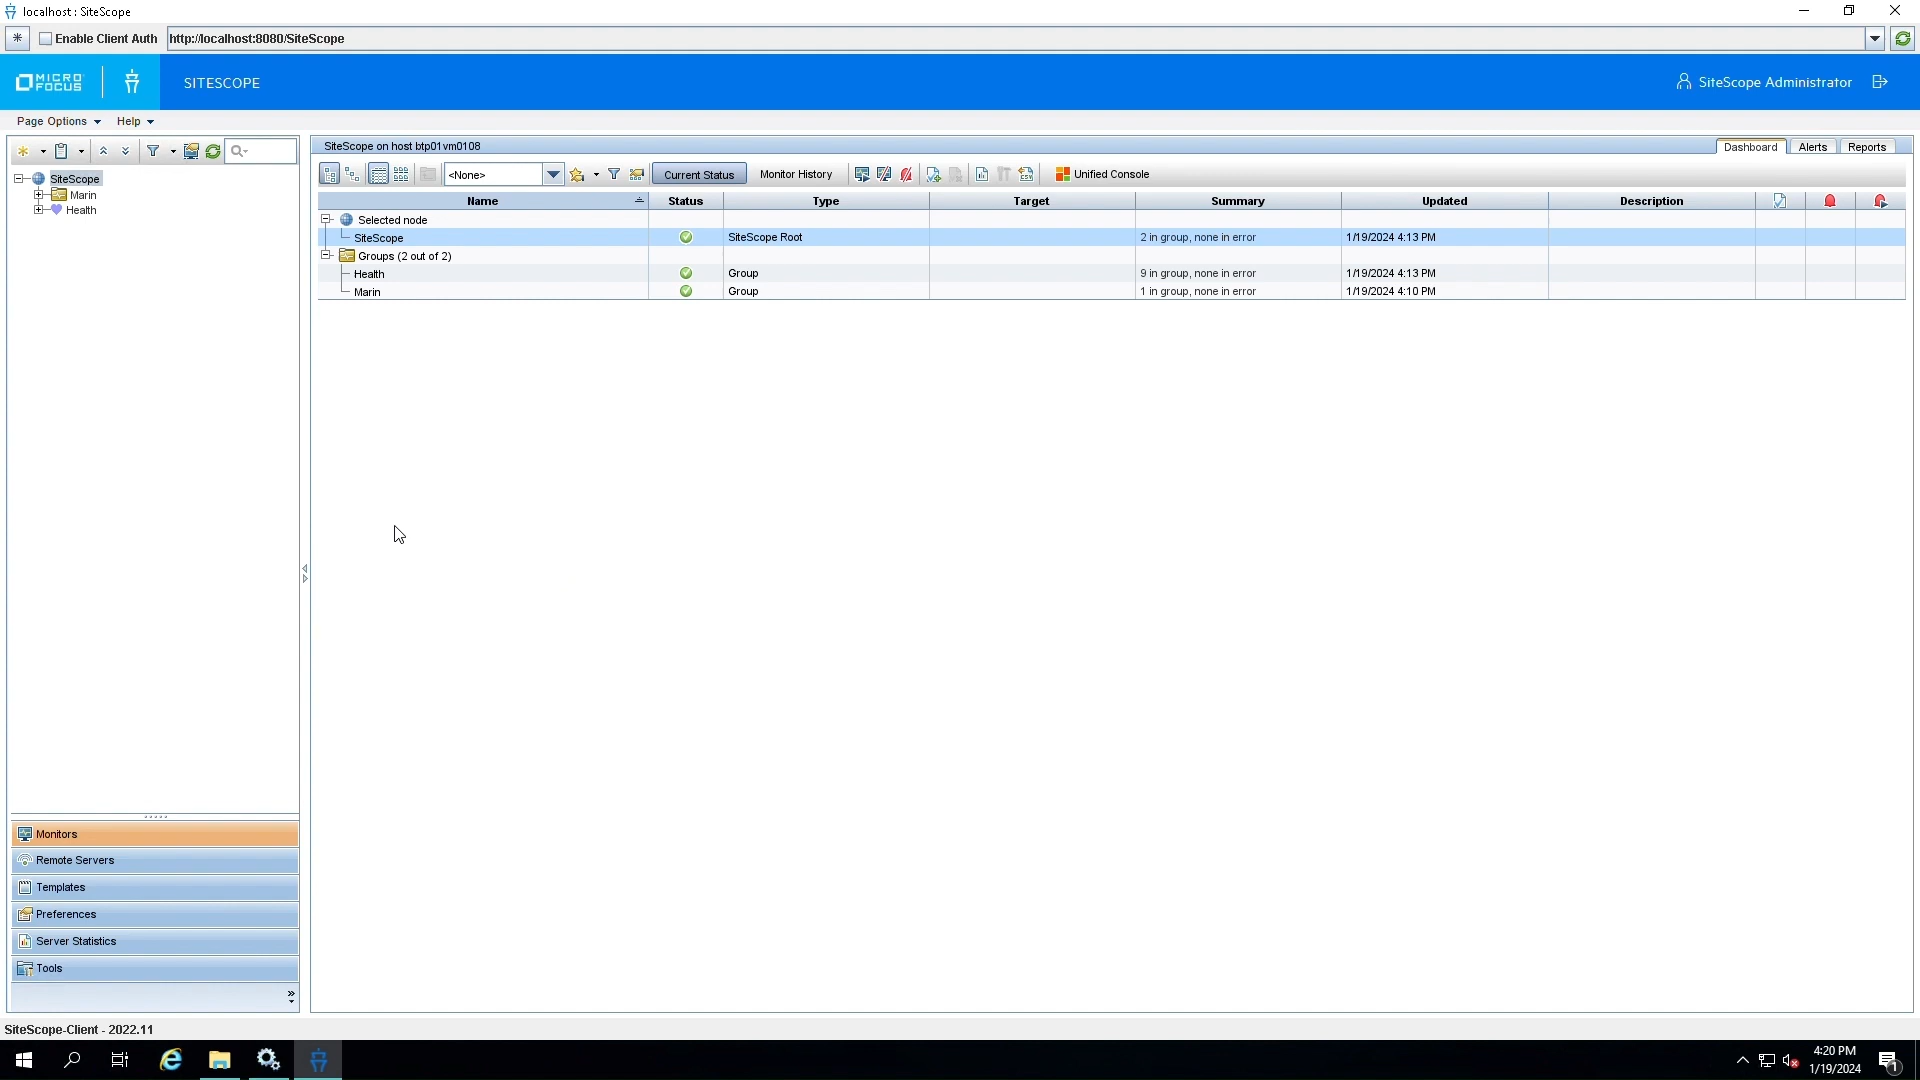 localhost : SiteScope
Enable Client Auth http://localhost:8080/SiteScope
MICRO FOCUS SITESCOPE SiteScope Administrator
Page Options Help
SiteScope on host btp01vm0108 Dashboard Alerts Reports
<None> Current Status Monitor History Unified Console
SiteScope
Marin
Health
Name Status Type Target Summary Updated Description
Selected node
SiteScope SiteScope Root 2 in group, none in error 1/19/2024 4:13 PM
Groups (2 out of 2)
Health Group 9 in group, none in error 1/19/2024 4:13 PM
Marin Group 1 in group, none in error 1/19/2024 4:10 PM
Monitors
Remote Servers
Templates
Preferences
Server Statistics
Tools
SiteScope-Client - 2022.11
4:20 PM
1/19/2024
1